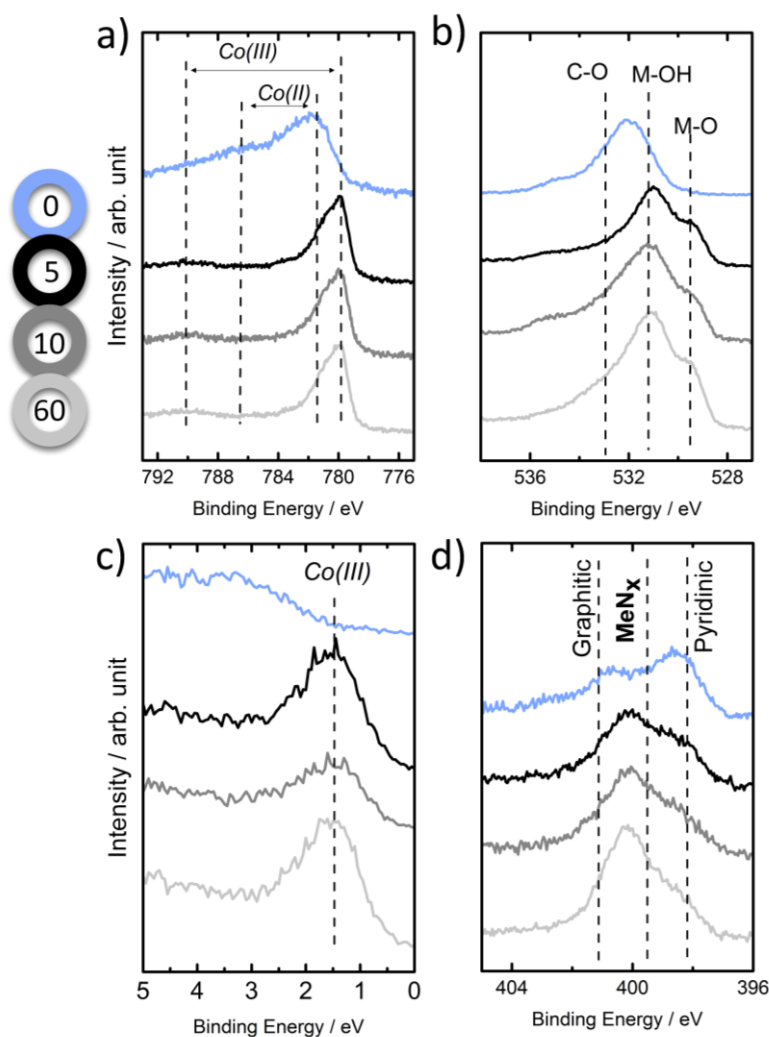 a)
Co(III)
Co(II)
b)
C-O M-OH
M-O
0
5
10
60
Intensity / arb. unit
792 788 784 780 776
Binding Energy / eV
536 531 527
Binding Energy / eV
c)
Co(III)
d)
Graphitic
MeNx
Pyridinic
Intensity / arb. unit
5 4 3 2 1 0
Binding Energy / eV
404 400 396
Binding Energy / eV